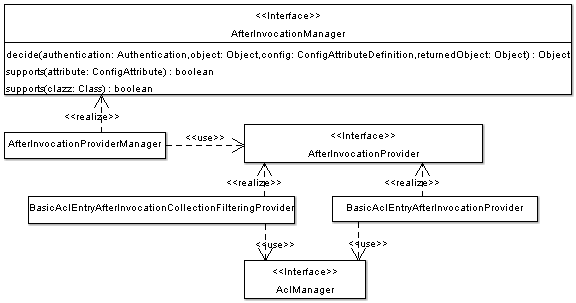 <<Interface>>
AfterInvocationManager
decide(authentication: Authentication,object: Object,config: ConfigAttributeDefinition,returnedObject: Object) : Object
supports(attribute: ConfigAttribute) : boolean
supports(clazz: Class) : boolean
<<realize>>
AfterInvocationProviderManager
<<use>>
<<Interface>>
AfterInvocationProvider
<<realize>>
<<realize>>
BasicAclEntryAfterInvocationCollectionFilteringProvider
BasicAclEntryAfterInvocationProvider
<<use>>
<<use>>
<<Interface>>
AclManager